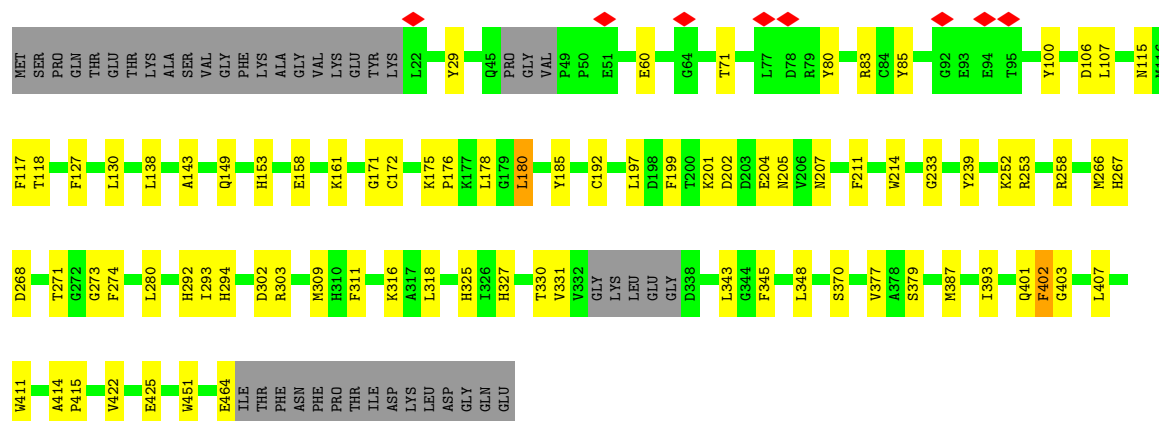 MET SER PRO GLN THR GLU THR LYS ALA SER VAL GLY PHE LYS ALA GLY VAL LYS GLU TYR LYS L22 Y29 Q45 PRO GLY VAL P49 P50 E51 E60 G64 T71 L77 D78 R79 Y80 R83 C84 Y85 G92 E93 E94 T95 Y100 D106 L107 N115 M116
F117 T118 F127 L130 L138 A143 Q149 H153 E158 K161 G171 C172 K175 P176 K177 L178 G179 L180 Y185 C192 L197 D198 F199 T200 K201 D202 D203 E204 N205 V206 N207 F211 W214 G233 Y239 K252 R253 R258 M266 H267
D268 T271 G272 G273 F274 L280 H292 I293 H294 D302 R303 M309 H310 F311 K316 A317 L318 H325 I326 H327 T330 V331 V332 GLY LYS LEU GLU GLY D338 L343 G344 F345 L348 S370 V377 A378 S379 M387 I393 Q401 F402 G403 L407
W411 A414 P415 V422 E425 W451 E464 ILE THR PHE ASN PHE PRO THR ILE ASP LYS LEU ASP GLY GLN GLU